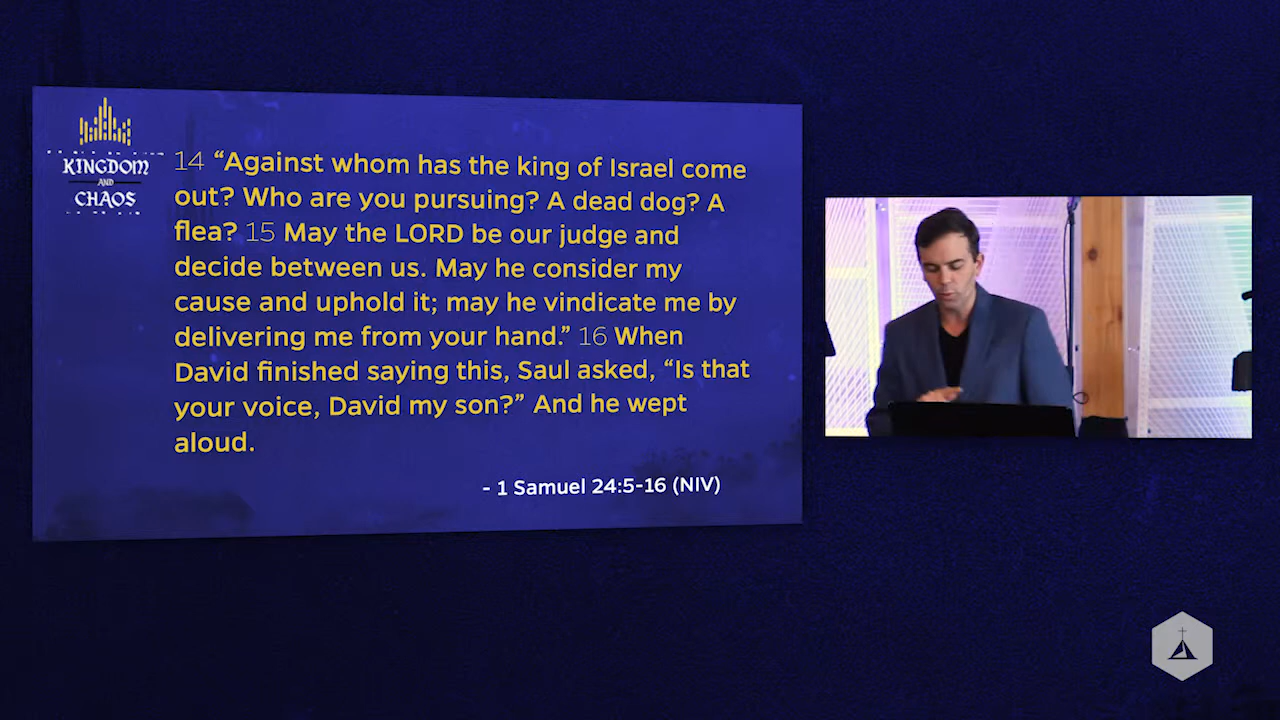 KINGDOM
AND
CHAOS
14 “Against whom has the king of Israel come
out? Who are you pursuing? A dead dog? A
flea? 15 May the LORD be our judge and
decide between us. May he consider my
cause and uphold it; may he vindicate me by
delivering me from your hand.” 16 When
David finished saying this, Saul asked, “Is that
your voice, David my son?” And he wept
aloud.
- 1 Samuel 24:5-16 (NIV)